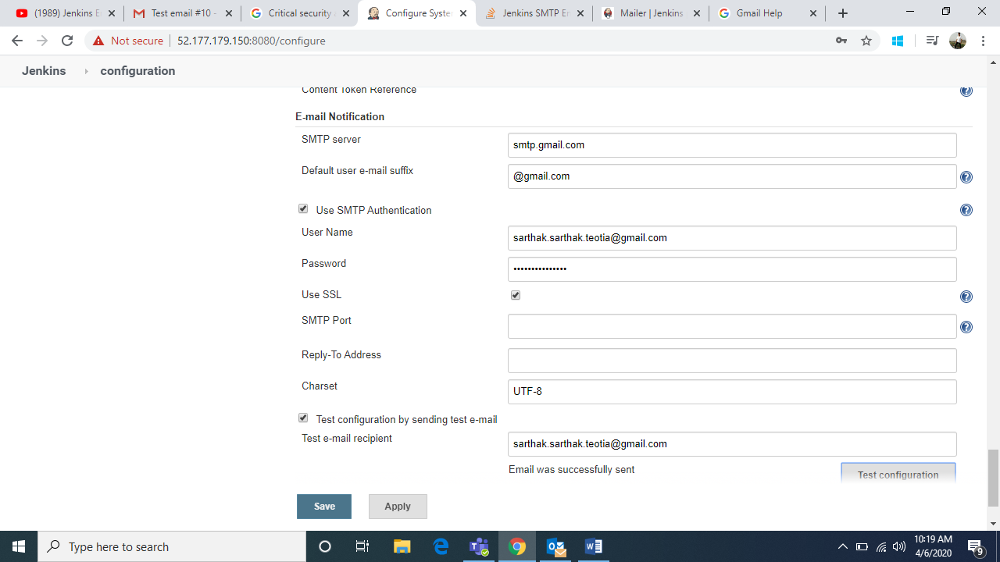 (1989) Jenkins E
Test email #10 -
Critical security
Configure Syste
Jenkins SMTP E
Mailer | Jenkins
Gmail Help
Not secure
52.177.179.150:8080/configure
Jenkins
configuration
Content Token Reference
E-mail Notification
SMTP server
smtp.gmail.com
Default user e-mail suffix
@gmail.com
Use SMTP Authentication
User Name
sarthak.sarthak.teotia@gmail.com
Password
•••••••••••••••
Use SSL
SMTP Port
Reply-To Address
Charset
UTF-8
Test configuration by sending test e-mail
Test e-mail recipient
sarthak.sarthak.teotia@gmail.com
Email was successfully sent
Test configuration
Save
Apply
Type here to search
10:19 AM
4/6/2020
9